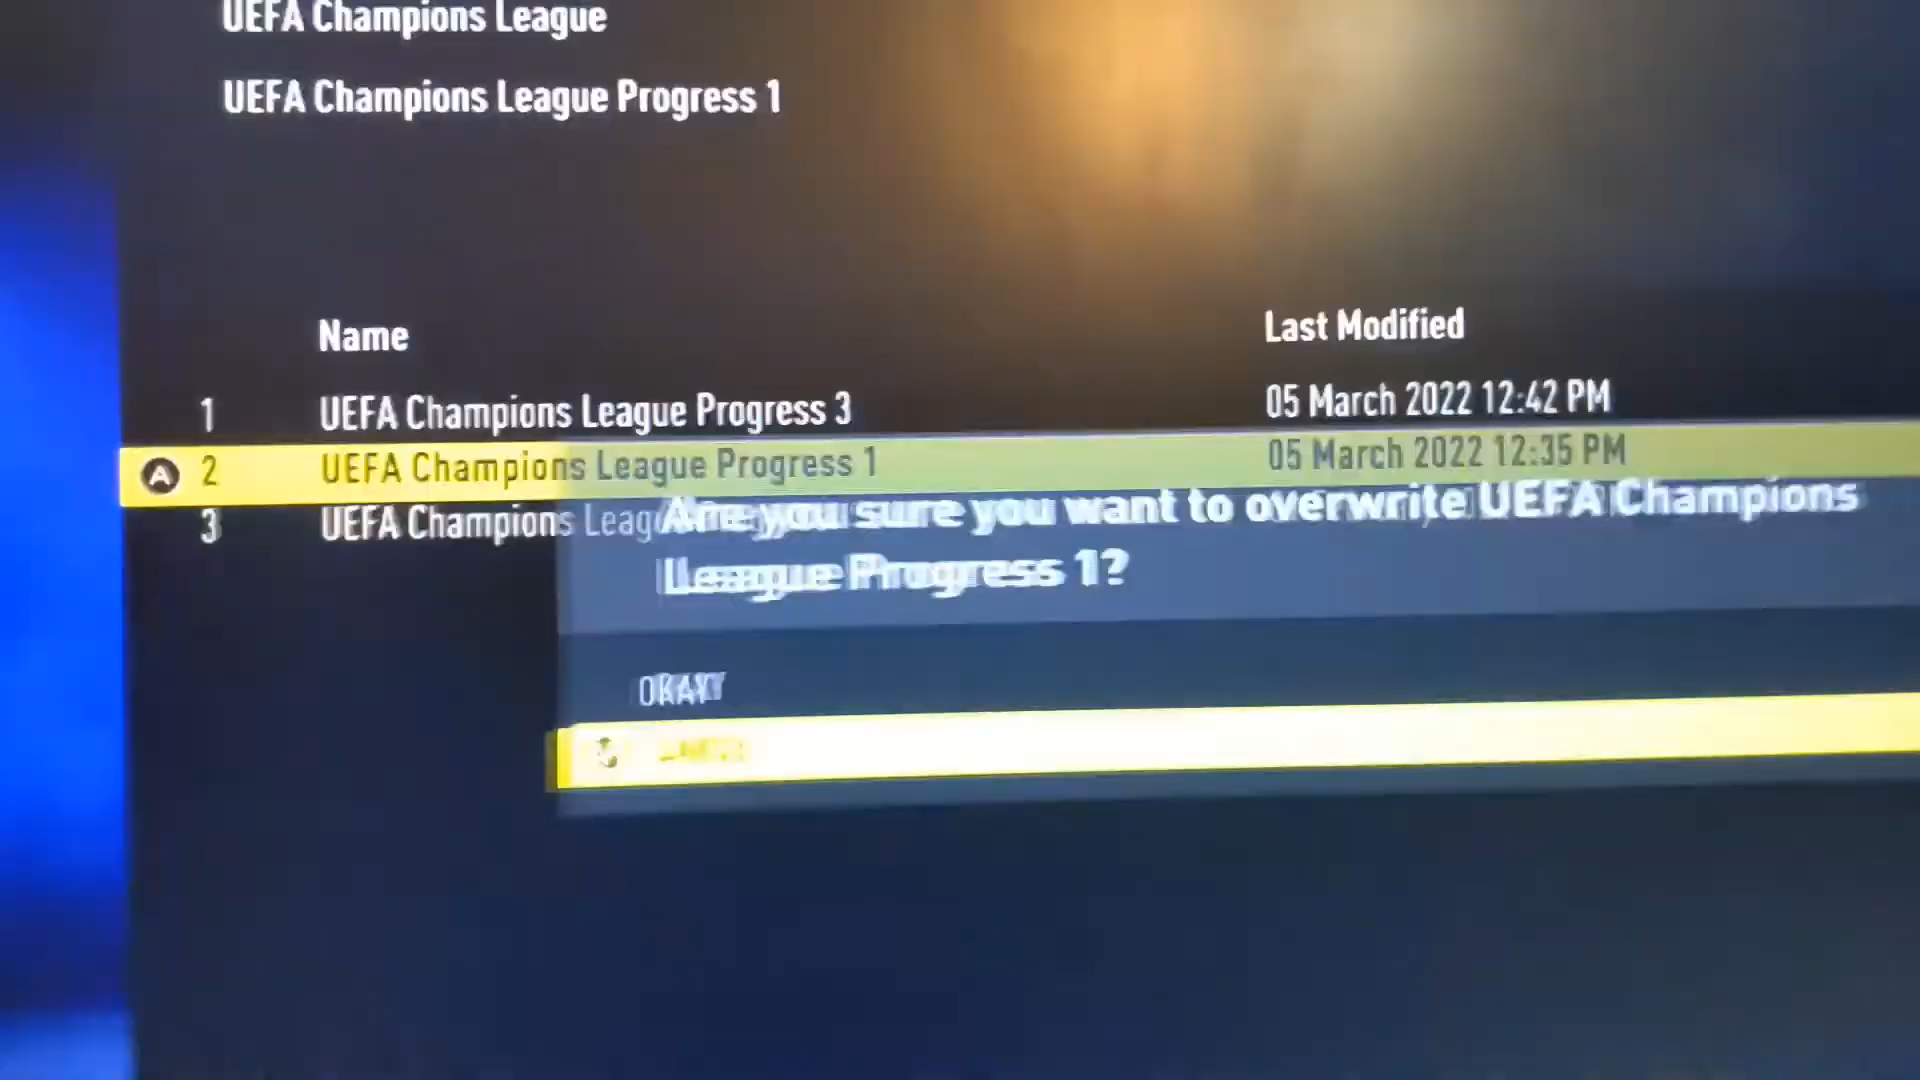 UEFA Champions League
UEFA Champions League Progress 1
Name Last Modified
1 UEFA Champions League Progress 3 05 March 2022 12:42 PM
A 2 UEFA Champions League Progress 1 05 March 2022 12:35 PM
3 UEFA Champions
Are you sure you want to overwrite UEFA Champions
League Progress 1?
OKAY